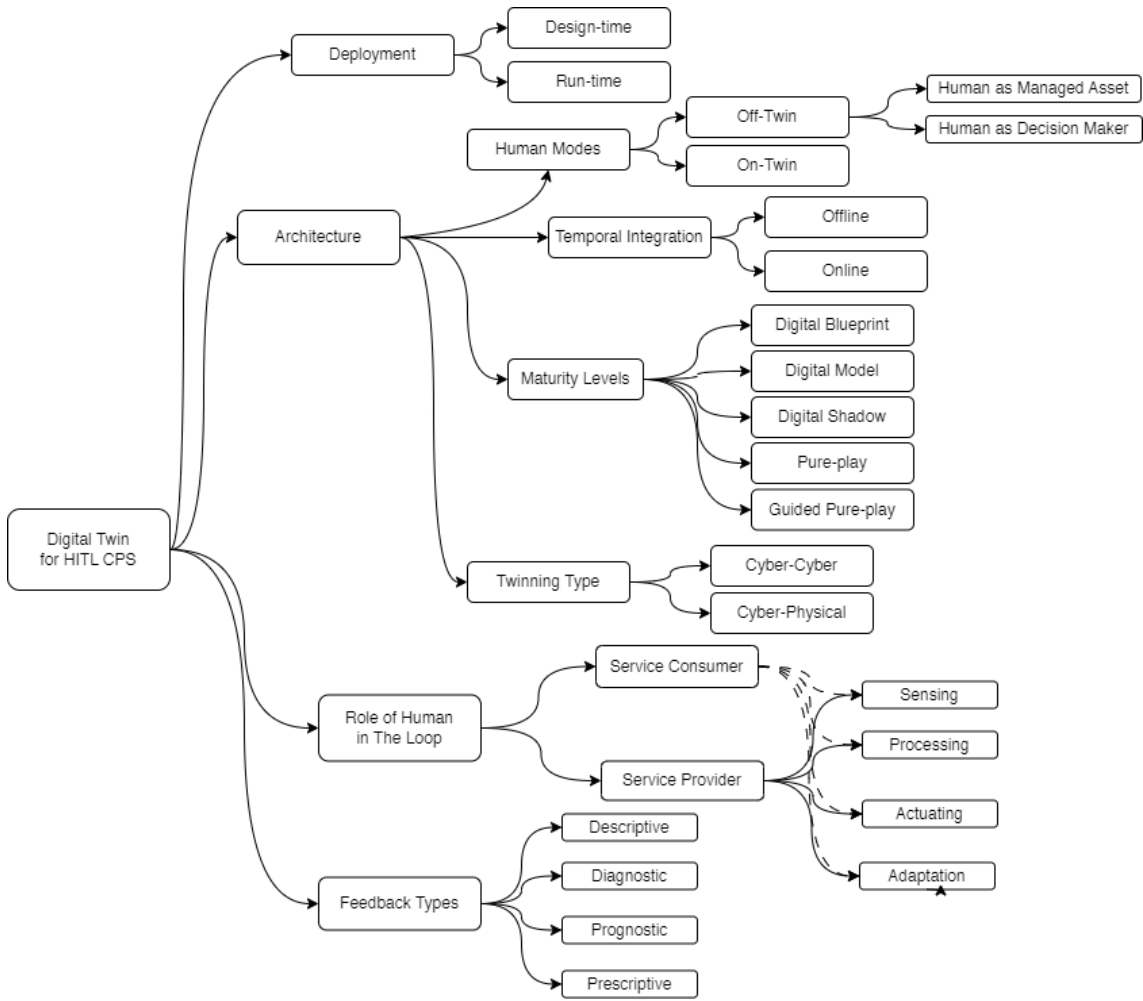 Design-time
Deployment
Run-time
Human as Managed Asset
Off-Twin
Human as Decision Maker
Human Modes
On-Twin
Offline
Architecture
Temporal Integration
Online
Digital Blueprint
Digital Model
Maturity Levels
Digital Shadow
Pure-play
Guided Pure-play
Digital Twin
for HITL CPS
Cyber-Cyber
Twinning Type
Cyber-Physical
Service Consumer
Sensing
Role of Human
in The Loop
Processing
Service Provider
Actuating
Descriptive
Adaptation
Diagnostic
Feedback Types
Prognostic
Prescriptive